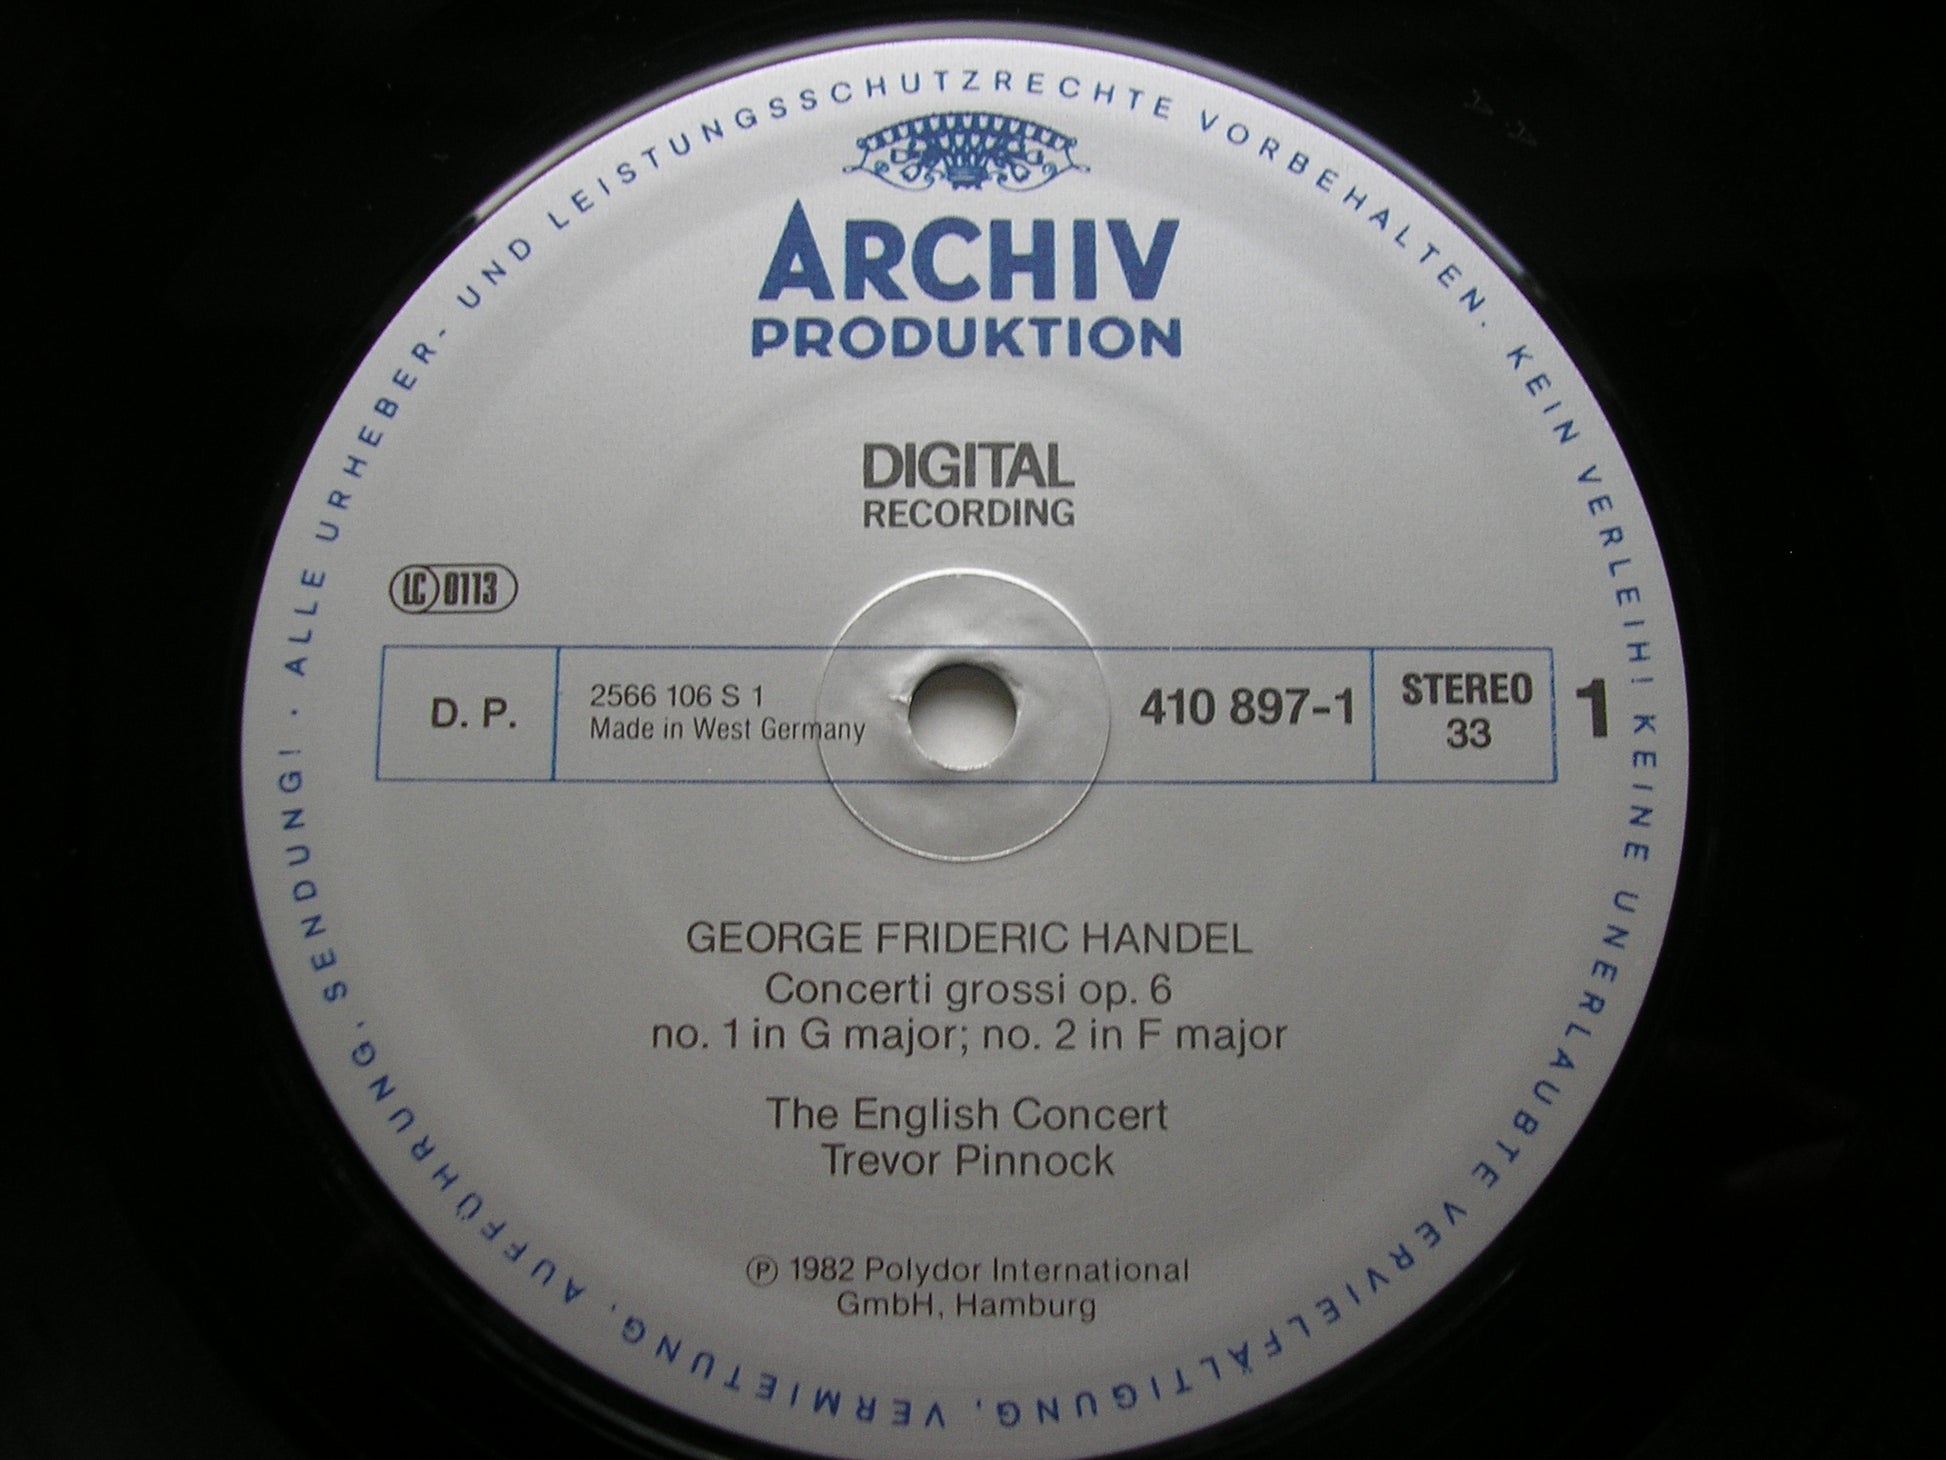 ALLE URHEBER- UND LEISTUNGSSCHUTZRECHTE VORBEHALTEN. KEIN VERLEIH! KEINE UNERLAUBTE VERVIELFÄLTIGUNG, VERMIETUNG, AUFFÜHRUNG, SENDUNG! ·
ARCHIV
PRODUKTION
DIGITAL
RECORDING
LC 0113
D. P.
2566 106 S 1
Made in West Germany
410 897-1
STEREO
33
1
GEORGE FRIDERIC HANDEL
Concerti grossi op. 6
no. 1 in G major; no. 2 in F major
The English Concert
Trevor Pinnock
℗ 1982 Polydor International
GmbH, Hamburg